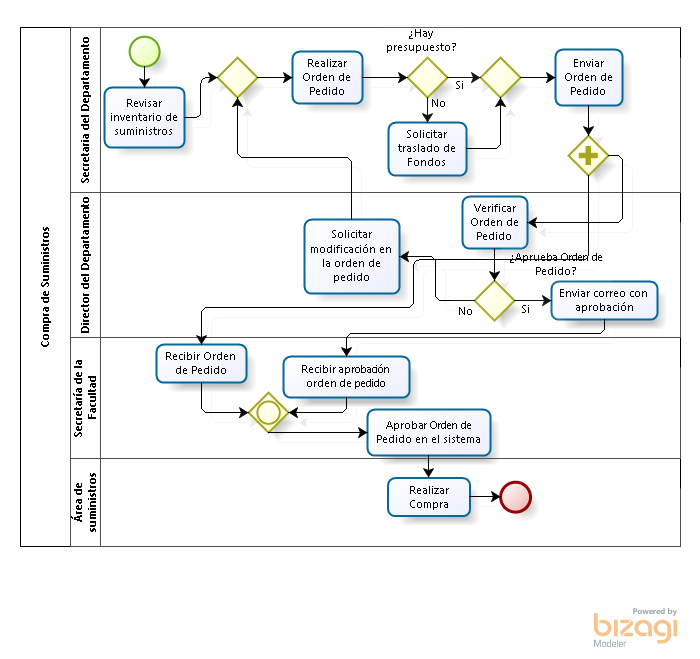 Compra de Suministros
Secretaria del Departamento
Revisar
inventario de
suministros
Realizar
Orden de
Pedido
¿Hay
presupuesto?
Si
No
Solicitar
traslado de
Fondos
Enviar
Orden de
Pedido
Director del Departamento
Solicitar
modificación en
la orden de
pedido
Verificar
Orden de
Pedido
¿Aprueba Orden de
Pedido?
No
Si
Enviar correo con
aprobación
Secretaría de la
Facultad
Recibir Orden
de Pedido
Recibir aprobación
orden de pedido
Aprobar Orden de
Pedido en el sistema
Área de
suministros
Realizar
Compra
Powered by
bizagi
Modeler